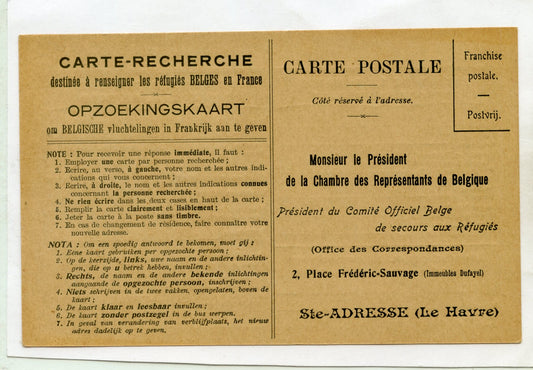 CARTE-RECHERCHE
destinée à renseigner les réfugiés BELGES en France
OPZOEKINGSKAART
om BELGISCHE vluchtelingen in Frankrijk aan te geven
NOTE : Pour recevoir une réponse immédiate, il faut :
1. Employer une carte par personne recherchée ;
2. Ecrire, au verso, à gauche, votre nom et les autres indi-
cations qui vous concernent ;
3. Ecrire, à droite, le nom et les autres indications connues
concernant la personne recherchée ;
4. Ne rien écrire dans les deux cases en haut de la carte ;
5. Remplir la carte clairement et lisiblement ;
6. Jeter la carte à la poste sans timbre.
7. En cas de changement de résidence, faire connaître votre
nouvelle adresse.
NOTA : Om een spoedig antwoord te bekomen, moet gij :
1. Eene kaart gebruiken per opgezochte persoon ;
2. Op de keerzijde, links, uwe naam en de andere inlichtin-
gen, die op u betrek hebben, invullen ;
3. Rechts, de naam en de andere bekende inlichtingen
aangaande de opgezochte persoon, inschrijven ;
4. Niets schrijven in de twee vakken, opengelaten, boven de
kaart ;
5. De kaart klaar en leesbaar invullen ;
6. De kaart zonder postzegel in de bus werpen.
7. In geval van verandering van verblijfplaats, het nieuw
adres dadelijk op te geven.
CARTE POSTALE
Côté réservé à l'adresse.
Franchise
postale.
—
Postvrij.
Monsieur le Président
de la Chambre des Représentants de Belgique
Président du Comité Officiel Belge
de secours aux Réfugiés
(Office des Correspondances)
2, Place Frédéric-Sauvage (Immeubles Dufayel)
Ste-ADRESSE (Le Havre)